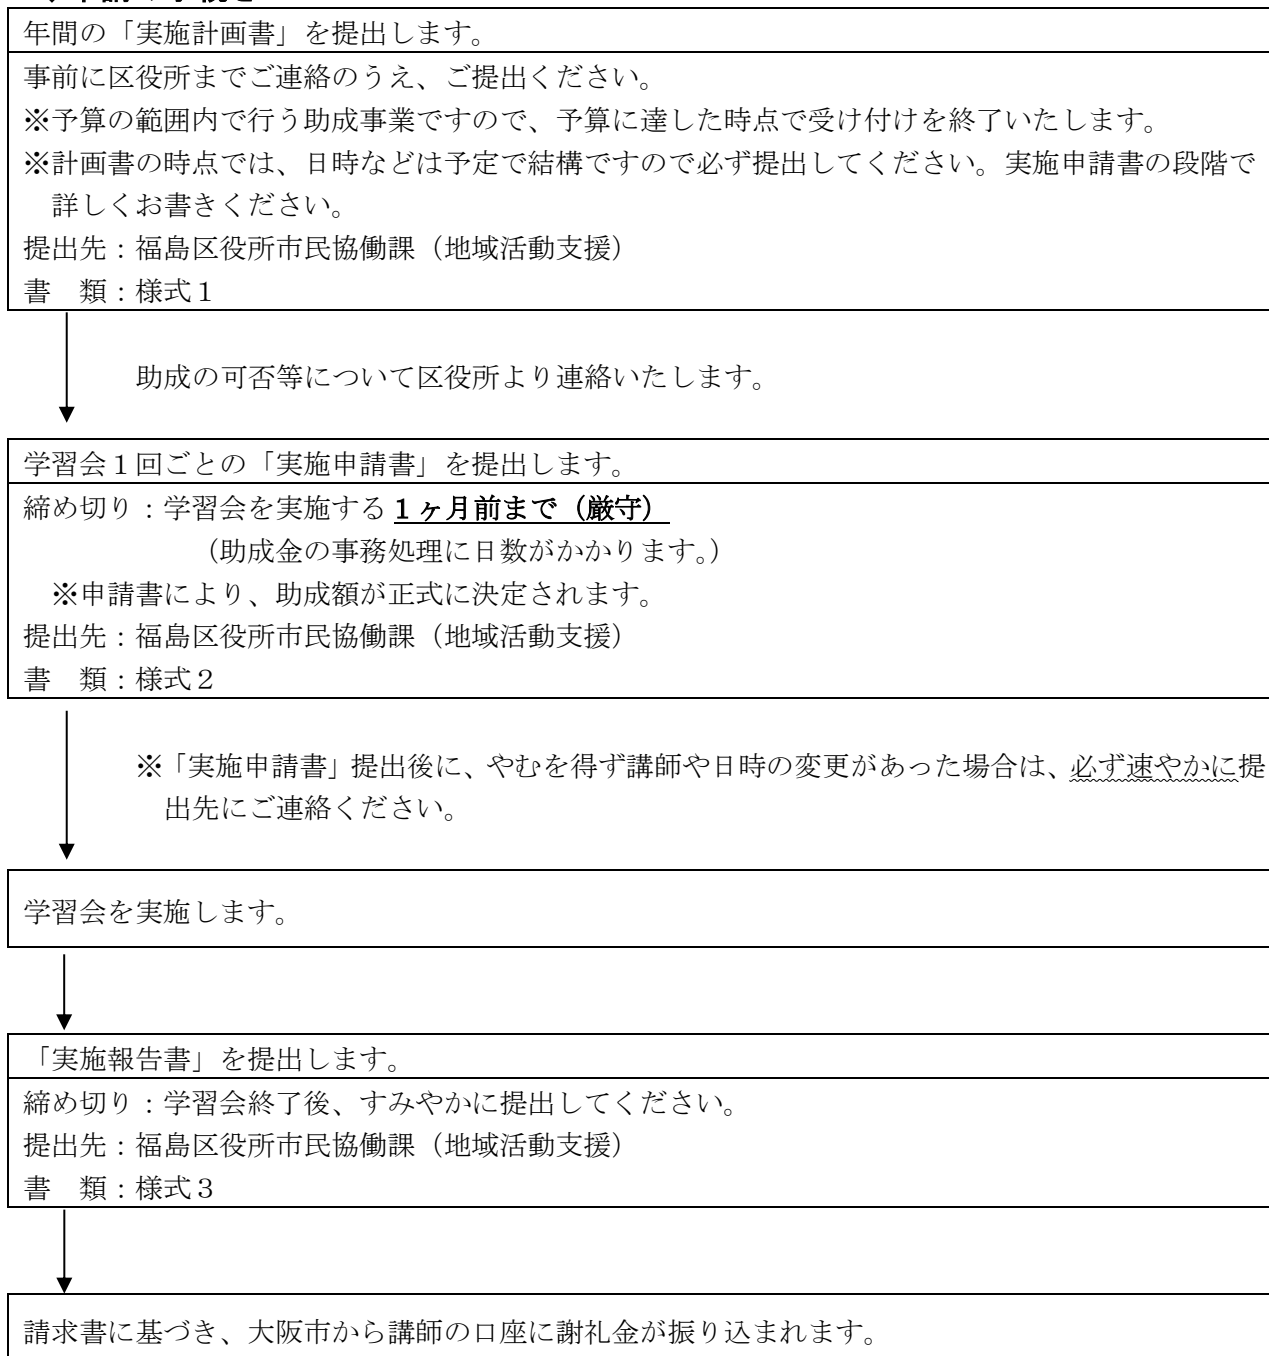 年間の「実施計画書」を提出します。
事前に区役所までご連絡のうえ、ご提出ください。
※予算の範囲内で行う助成事業ですので、予算に達した時点で受け付けを終了いたします。
※計画書の時点では、日時などは予定で結構ですので必ず提出してください。実施申請書の段階で
詳しくお書きください。
提出先：福島区役所市民協働課（地域活動支援）
書　類：様式１
助成の可否等について区役所より連絡いたします。
学習会１回ごとの「実施申請書」を提出します。
締め切り：学習会を実施する１ヶ月前まで（厳守）
（助成金の事務処理に日数がかかります。）
※申請書により、助成額が正式に決定されます。
提出先：福島区役所市民協働課（地域活動支援）
書　類：様式２
※「実施申請書」提出後に、やむを得ず講師や日時の変更があった場合は、必ず速やかに提
出先にご連絡ください。
学習会を実施します。
「実施報告書」を提出します。
締め切り：学習会終了後、すみやかに提出してください。
提出先：福島区役所市民協働課（地域活動支援）
書　類：様式３
請求書に基づき、大阪市から講師の口座に謝礼金が振り込まれます。